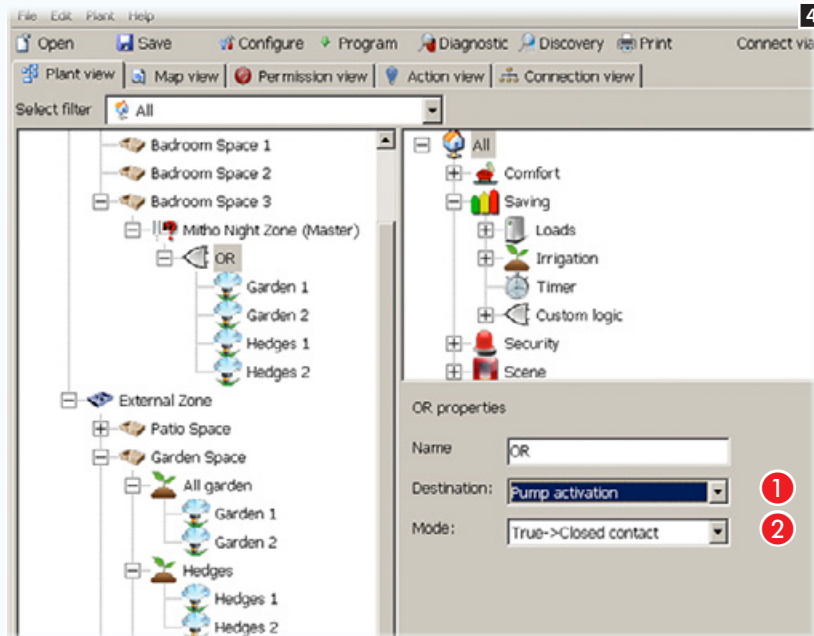 File Edit Plant Help
4
Open Save Configure Program Diagnostic Discovery Print Connect via
Plant view Map view Permission view Action view Connection view
Select filter All
Badroom Space 1
Badroom Space 2
Badroom Space 3
Mitho Night Zone (Master)
OR
Garden 1
Garden 2
Hedges 1
Hedges 2
External Zone
Patio Space
Garden Space
All garden
Garden 1
Garden 2
Hedges
Hedges 1
Hedges 2
All
Comfort
Saving
Loads
Irrigation
Timer
Custom logic
Security
Scene
OR properties
Name OR
Destination: Pump activation 1
Mode: True->Closed contact 2